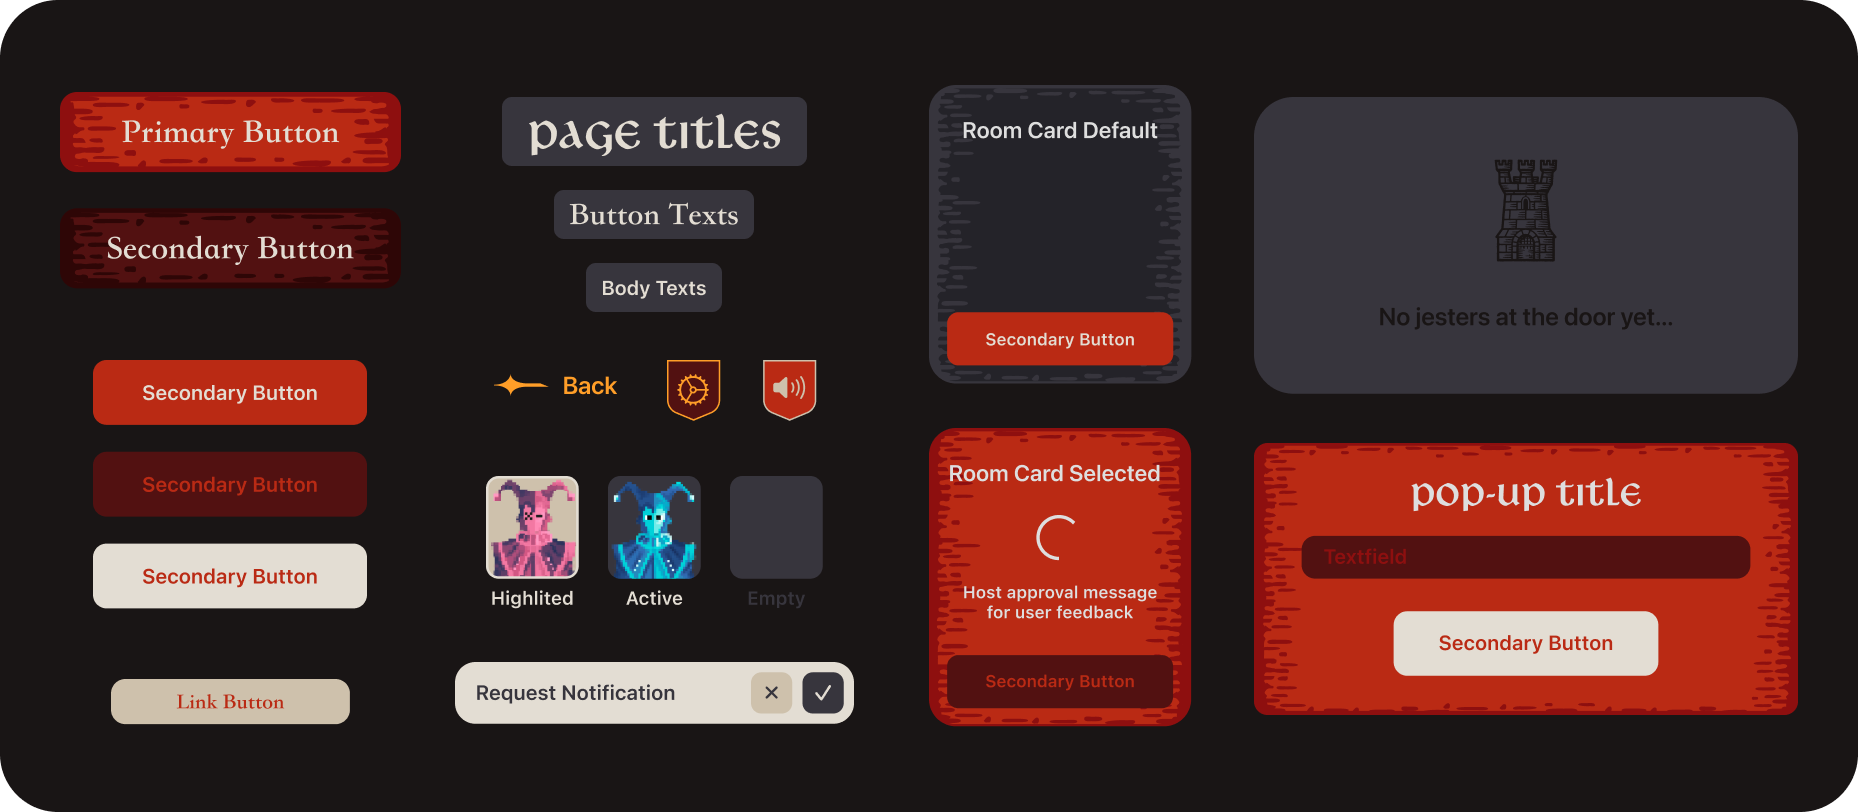 Primary Button
Secondary Button
Secondary Button
Secondary Button
Secondary Button
Link Button
page titles
Button Texts
Body Texts
Back
Highlited
Active
Empty
Request Notification
Room Card Default
Secondary Button
Room Card Selected
Host approval message
for user feedback
Secondary Button
No jesters at the door yet...
pop-up title
Textfield
Secondary Button